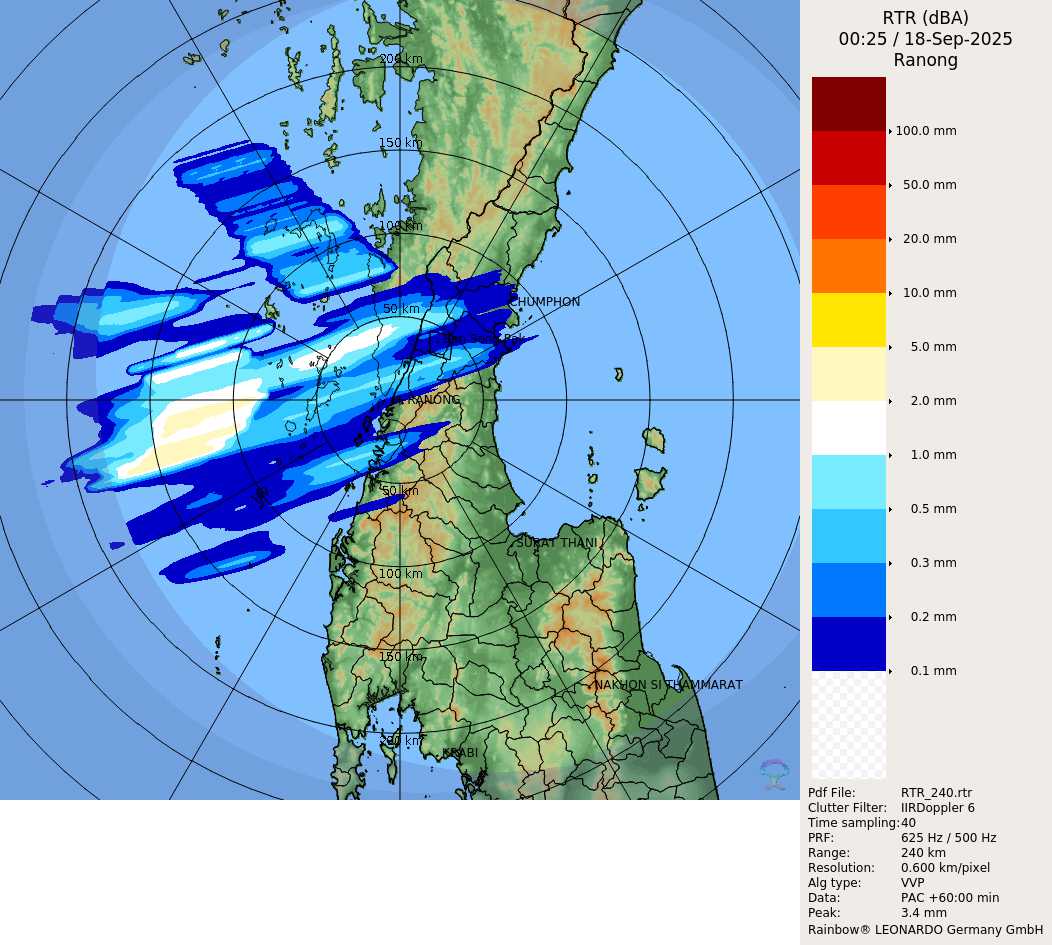 RTR (dBA)
00:25 / 18-Sep-2025
Ranong
200 km
150 km
100 km
50 km
CHUMPHON
RANONG
50 km
SURAT THANI
100 km
150 km
NAKHON SI THAMMARAT
200 km
KRABI
100.0 mm
50.0 mm
20.0 mm
10.0 mm
5.0 mm
2.0 mm
1.0 mm
0.5 mm
0.3 mm
0.2 mm
0.1 mm
Pdf File: RTR_240.rtr
Clutter Filter: IIRDoppler 6
Time sampling:40
PRF: 625 Hz / 500 Hz
Range: 240 km
Resolution: 0.600 km/pixel
Alg type: VVP
Data: PAC +60:00 min
Peak: 3.4 mm
Rainbow® LEONARDO Germany GmbH